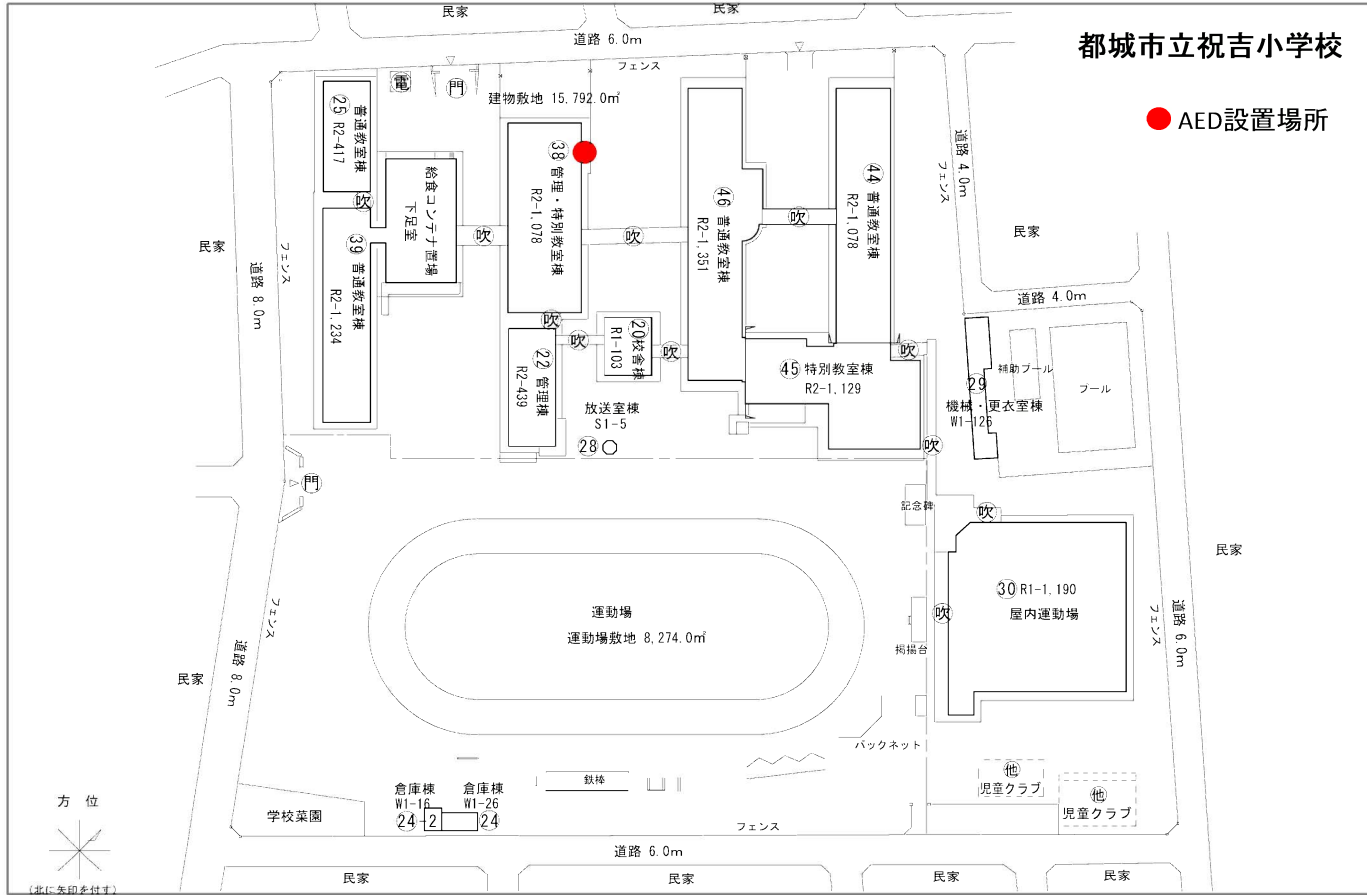 民家
民家
都城市立祝吉小学校
AED設置場所
道路 6.0m
フェンス
電
門
建物敷地 15,792.0㎡
25 普通教室棟
R2-417
吹
給食コンテナ置場
下足室
39 普通教室棟
R2-1,234
吹
38 管理・特別教室棟
R2-1,078
吹
46 普通教室棟
R2-1,351
吹
44 普通教室棟
R2-1,078
道路 4.0m
フェンス
民家
民家
フェンス
道路 8.0m
道路 4.0m
吹
吹
20 校舎棟
R1-103
吹
22 管理棟
R2-439
45 特別教室棟
R2-1,129
吹
補助プール
プール
29
機械・更衣室棟
W1-126
放送室棟
S1-5
28
吹
門
記念碑
吹
民家
30 R1-1,190
屋内運動場
吹
運動場
運動場敷地 8,274.0㎡
フェンス
道路 8.0m
民家
掲揚台
フェンス
道路 6.0m
バックネット
鉄棒
他
児童クラブ
他
児童クラブ
倉庫棟
W1-16
24-2
倉庫棟
W1-26
24
学校菜園
フェンス
方 位
(北に矢印を付す)
道路 6.0m
民家
民家
民家
民家